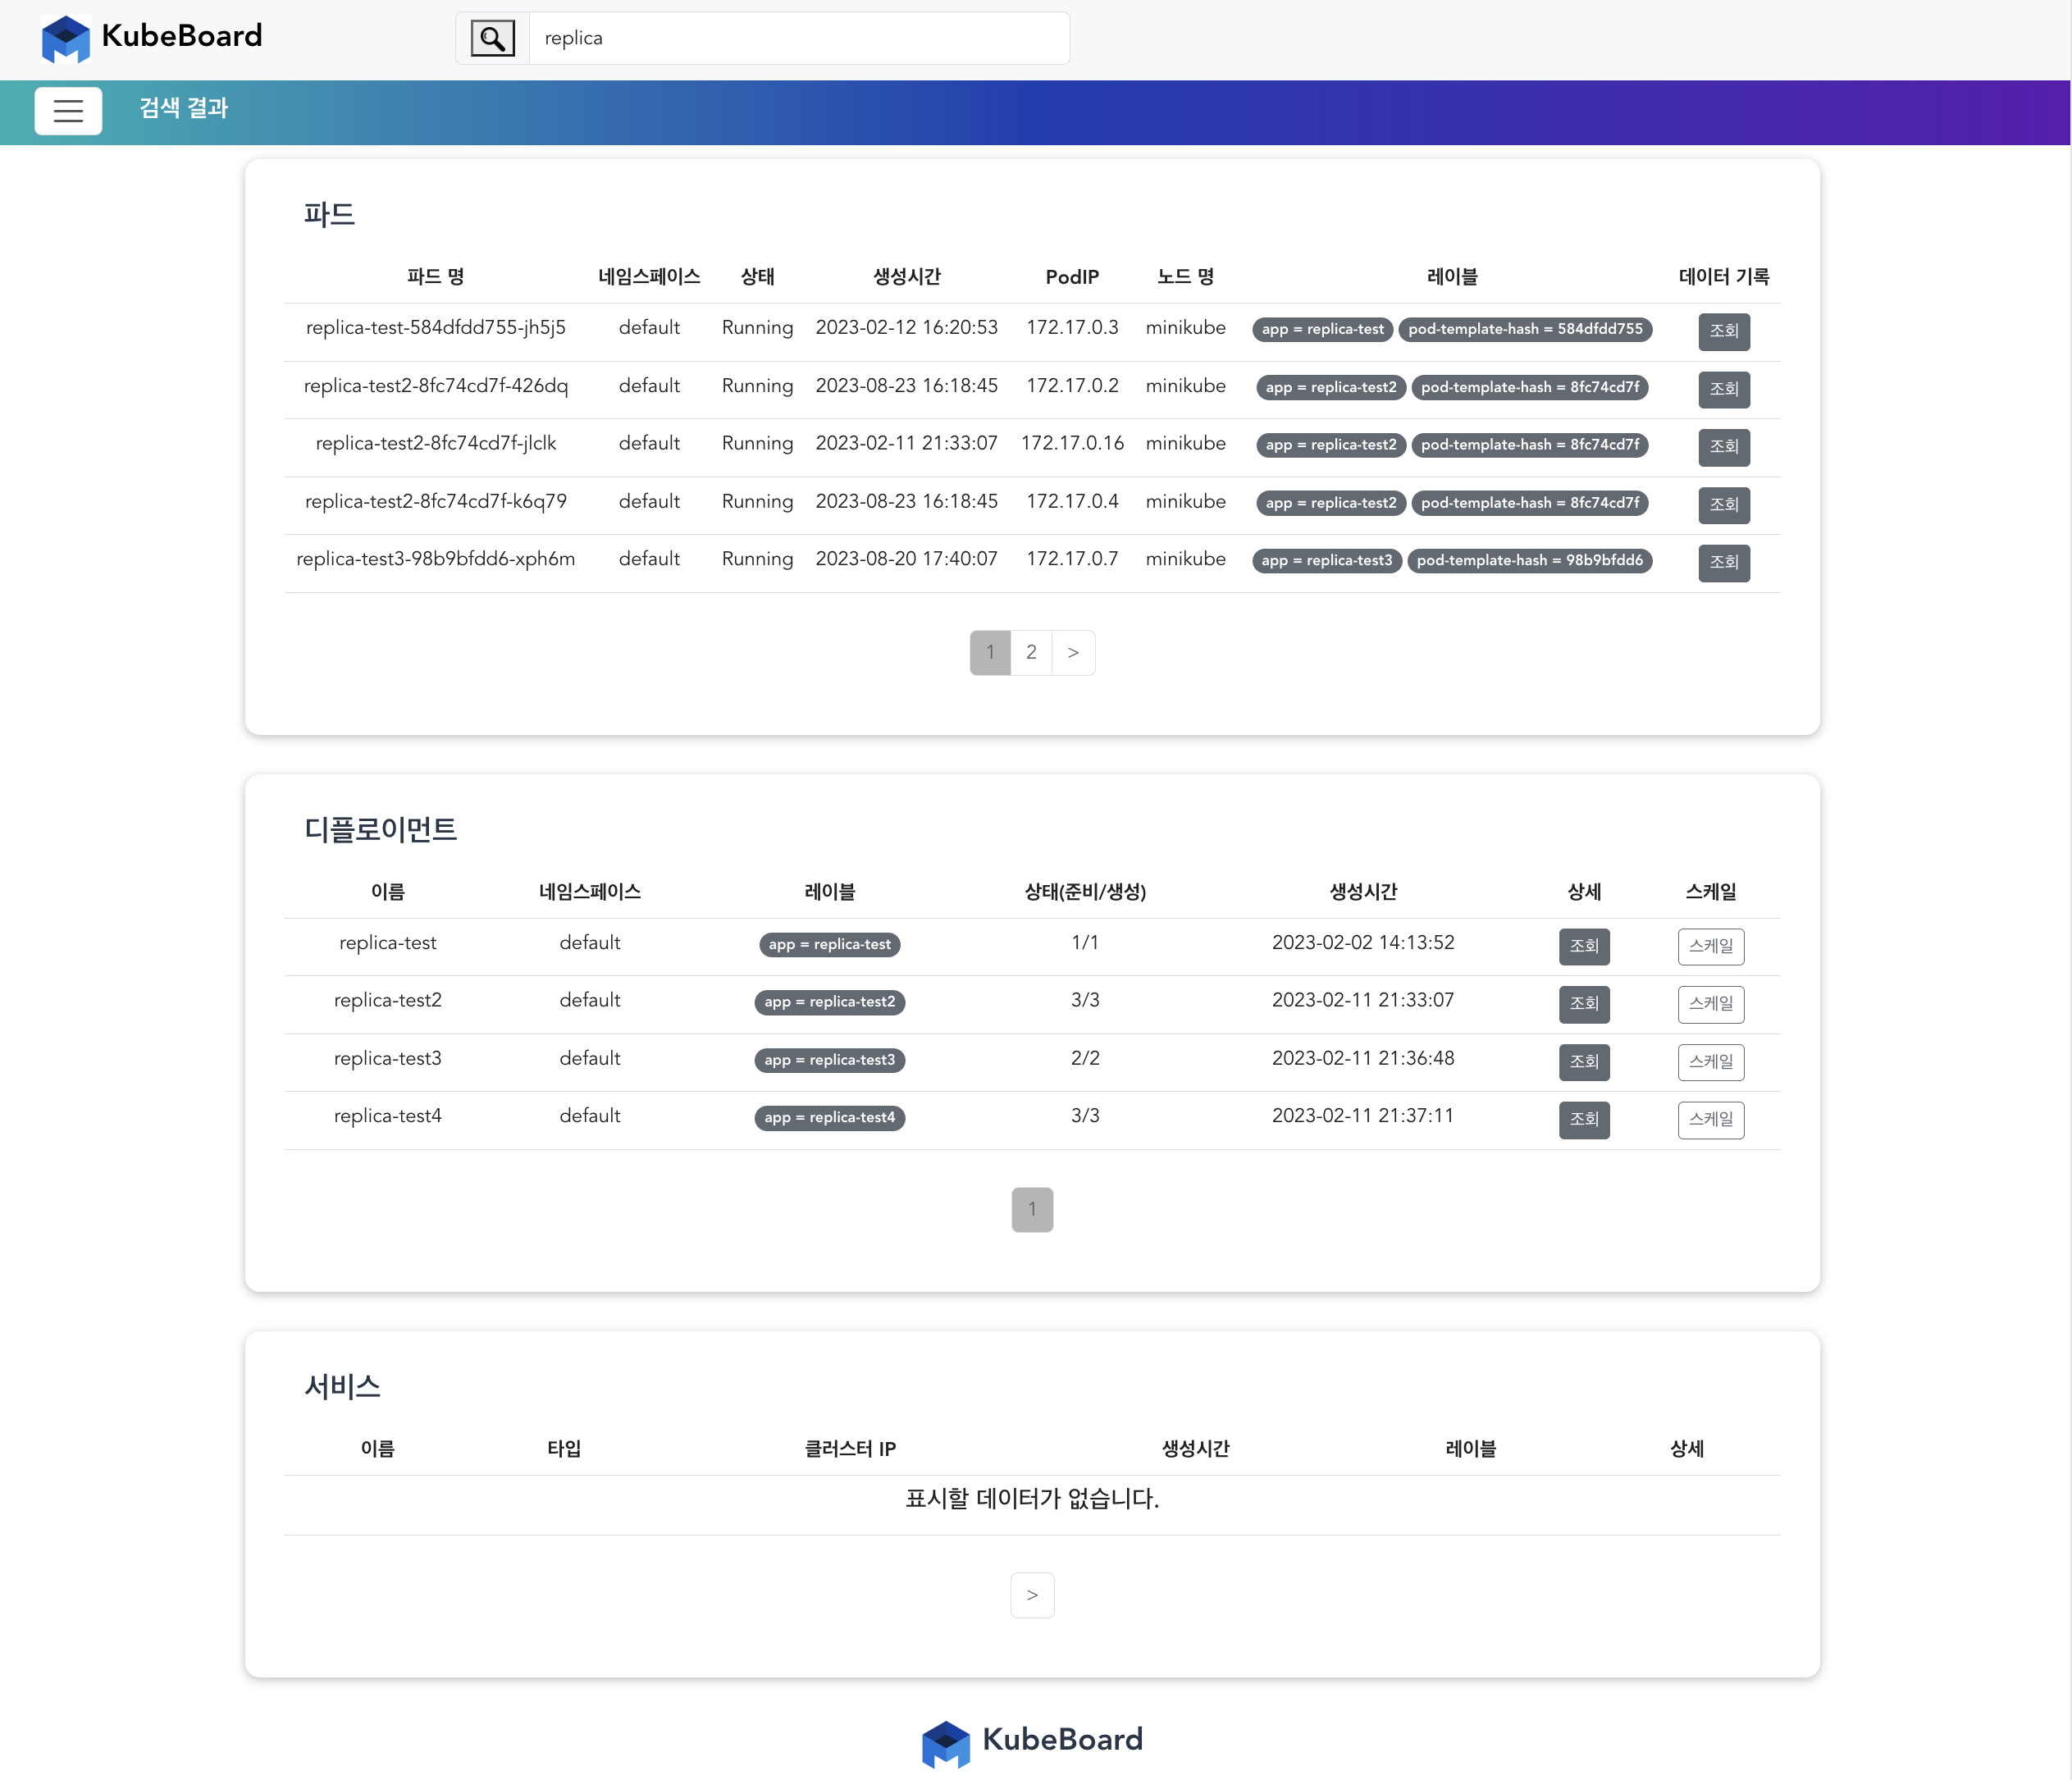 KubeBoard
replica
검색 결과
파드
파드 명 네임스페이스 상태 생성시간 PodIP 노드 명 레이블 데이터 기록
replica-test-584dfdd755-jh5j5 default Running 2023-02-12 16:20:53 172.17.0.3 minikube app = replica-test pod-template-hash = 584dfdd755 조회
replica-test2-8fc74cd7f-426dq default Running 2023-08-23 16:18:45 172.17.0.2 minikube app = replica-test2 pod-template-hash = 8fc74cd7f 조회
replica-test2-8fc74cd7f-jlclk default Running 2023-02-11 21:33:07 172.17.0.16 minikube app = replica-test2 pod-template-hash = 8fc74cd7f 조회
replica-test2-8fc74cd7f-k6q79 default Running 2023-08-23 16:18:45 172.17.0.4 minikube app = replica-test2 pod-template-hash = 8fc74cd7f 조회
replica-test3-98b9bfdd6-xph6m default Running 2023-08-20 17:40:07 172.17.0.7 minikube app = replica-test3 pod-template-hash = 98b9bfdd6 조회
1 2 >
디플로이먼트
이름 네임스페이스 레이블 상태(준비/생성) 생성시간 상세 스케일
replica-test default app = replica-test 1/1 2023-02-02 14:13:52 조회 스케일
replica-test2 default app = replica-test2 3/3 2023-02-11 21:33:07 조회 스케일
replica-test3 default app = replica-test3 2/2 2023-02-11 21:36:48 조회 스케일
replica-test4 default app = replica-test4 3/3 2023-02-11 21:37:11 조회 스케일
1
서비스
이름 타입 클러스터 IP 생성시간 레이블 상세
표시할 데이터가 없습니다.
>
KubeBoard